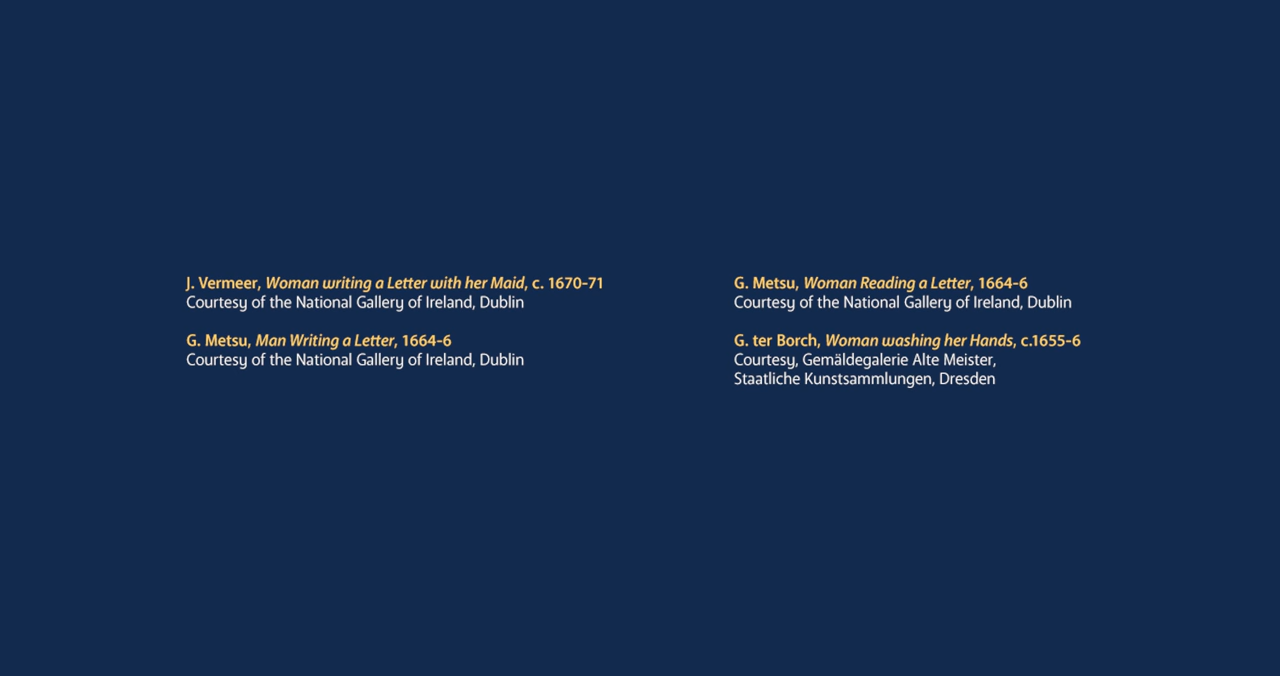 J. Vermeer, Woman writing a Letter with her Maid, c. 1670-71
Courtesy of the National Gallery of Ireland, Dublin
G. Metsu, Man Writing a Letter, 1664-6
Courtesy of the National Gallery of Ireland, Dublin
G. Metsu, Woman Reading a Letter, 1664-6
Courtesy of the National Gallery of Ireland, Dublin
G. ter Borch, Woman washing her Hands, c.1655-6
Courtesy, Gemäldegalerie Alte Meister,
Staatliche Kunstsammlungen, Dresden